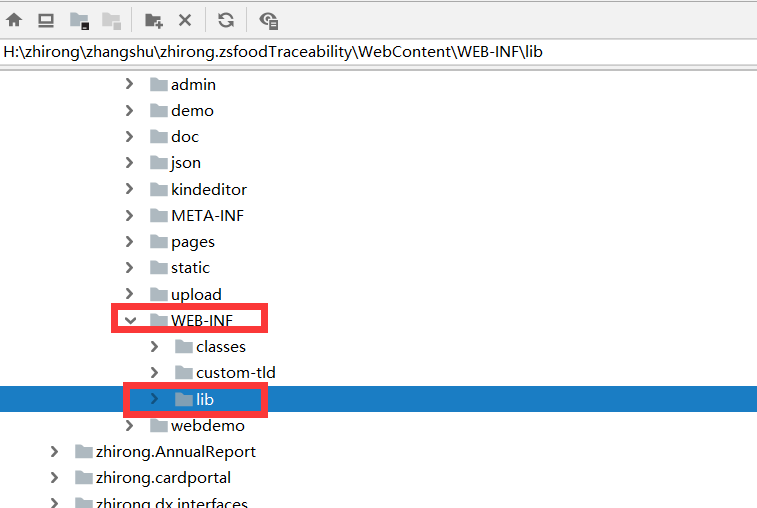 H:\zhirong\zhangshu\zhirong.zsfoodTraceability\WebContent\WEB-INF\lib
admin
demo
doc
json
kindeditor
META-INF
pages
static
upload
WEB-INF
classes
custom-tld
lib
webdemo
zhirong.AnnualReport
zhirong.cardportal
zhirong.dx.interfaces